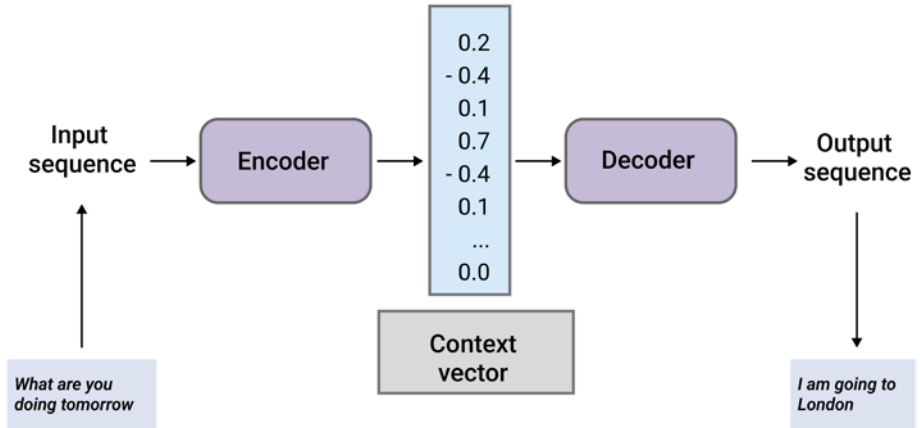 Input
sequence
Encoder
0.2
- 0.4
0.1
0.7
- 0.4
0.1
...
0.0
Decoder
Output
sequence
Context
vector
What are you
doing tomorrow
I am going to
London